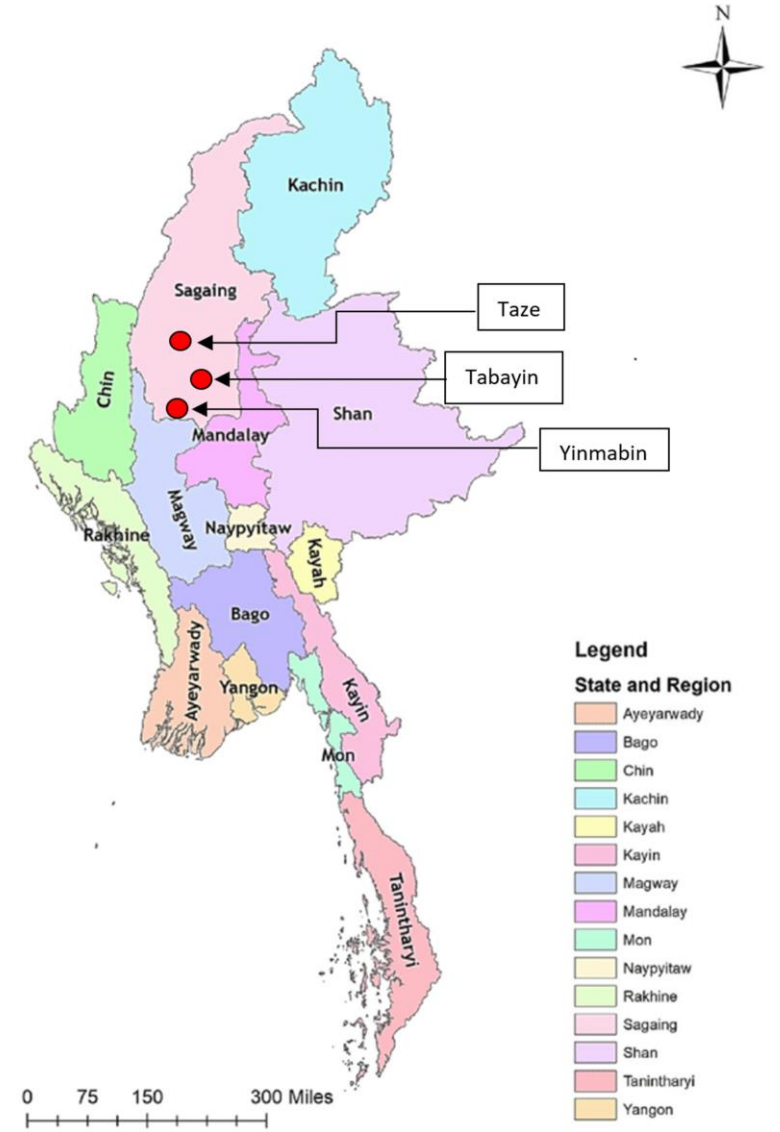 N
Kachin
Sagaing
Taze
Tabayin
Chin
Shan
Mandalay
Yinmabin
Magway
Naypyitaw
Rakhine
Kayah
Bago
Ayeyarwady
Yangon
Kayin
Mon
Tanintharyi
Legend
State and Region
Ayeyarwady
Bago
Chin
Kachin
Kayah
Kayin
Magway
Mandalay
Mon
Naypyitaw
Rakhine
Sagaing
Shan
Tanintharyi
Yangon
0 75 150 300 Miles